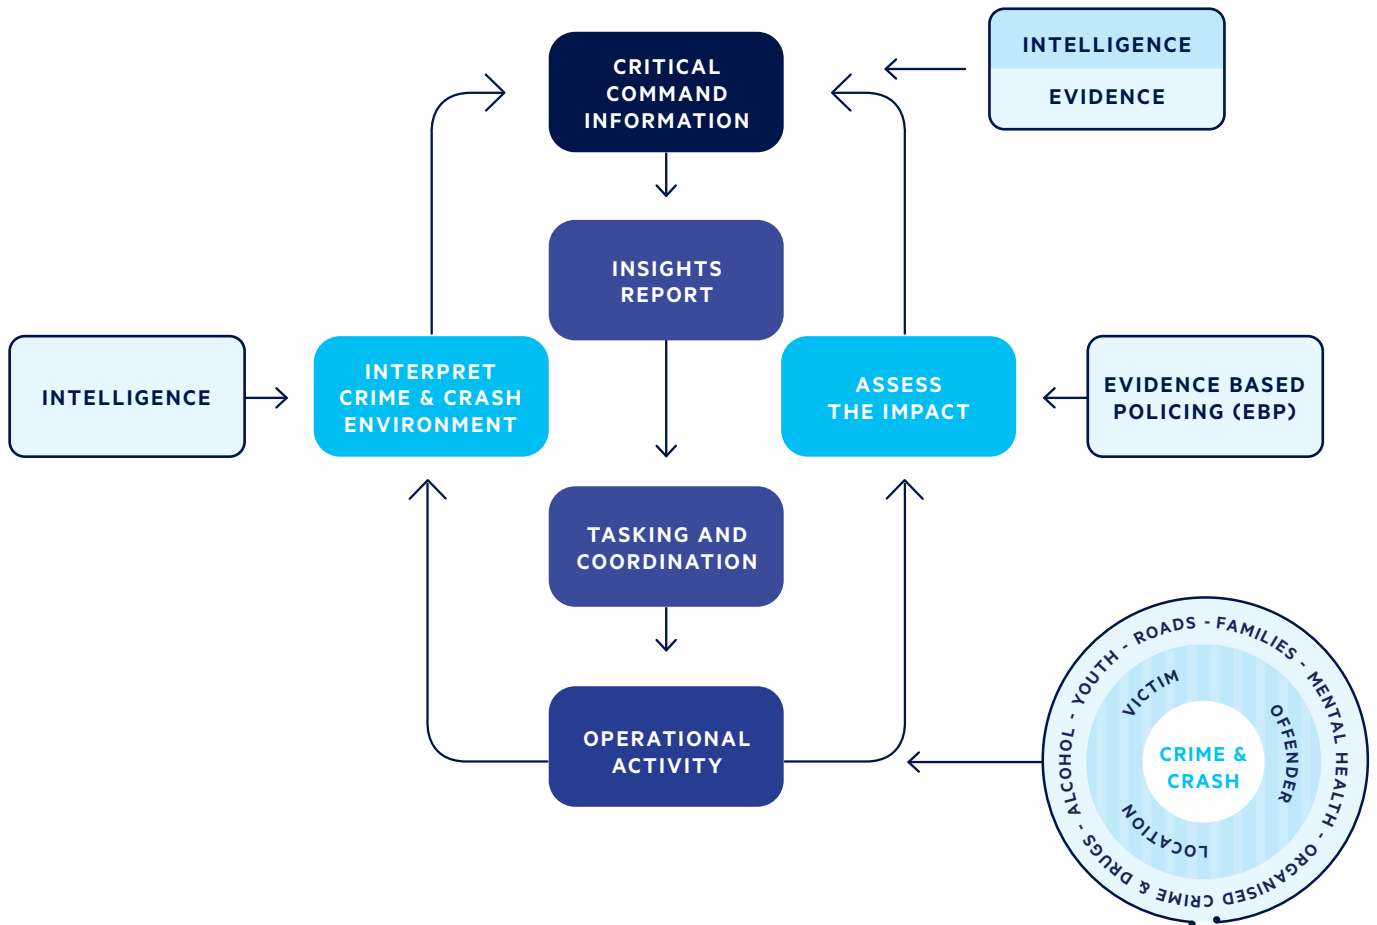 CRITICAL
COMMAND
INFORMATION
INTELLIGENCE
EVIDENCE
INSIGHTS
REPORT
INTELLIGENCE
INTERPRET
CRIME & CRASH
ENVIRONMENT
ASSESS
THE IMPACT
EVIDENCE BASED
POLICING (EBP)
TASKING AND
COORDINATION
OPERATIONAL
ACTIVITY
ALCOHOL - YOUTH - ROADS - FAMILIES - MENTAL HEALTH - ORGANISED CRIME & DRUGS -
VICTIM
OFFENDER
LOCATION
CRIME &
CRASH